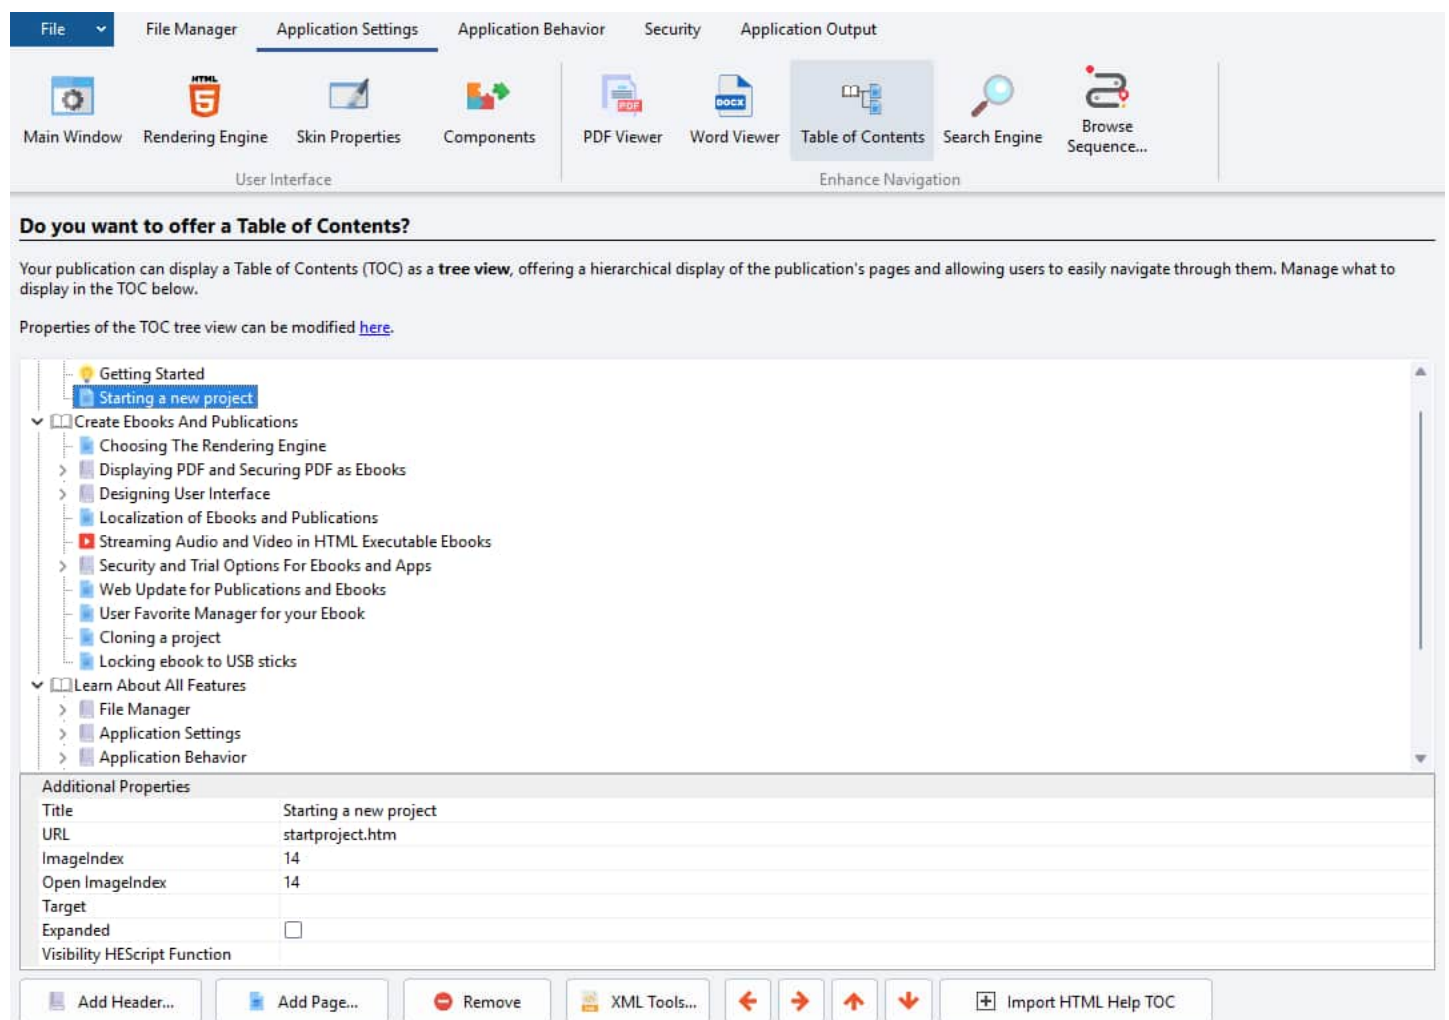 File
File Manager
Application Settings
Application Behavior
Security
Application Output
Main Window
HTML
5
Rendering Engine
Skin Properties
Components
PDF
PDF Viewer
DOCX
Word Viewer
Table of Contents
Search Engine
Browse
Sequence...
User Interface
Enhance Navigation
Do you want to offer a Table of Contents?
Your publication can display a Table of Contents (TOC) as a tree view, offering a hierarchical display of the publication's pages and allowing users to easily navigate through them. Manage what to
display in the TOC below.
Properties of the TOC tree view can be modified here.
Getting Started
Starting a new project
Create Ebooks And Publications
Choosing The Rendering Engine
Displaying PDF and Securing PDF as Ebooks
Designing User Interface
Localization of Ebooks and Publications
Streaming Audio and Video in HTML Executable Ebooks
Security and Trial Options For Ebooks and Apps
Web Update for Publications and Ebooks
User Favorite Manager for your Ebook
Cloning a project
Locking ebook to USB sticks
Learn About All Features
File Manager
Application Settings
Application Behavior
Additional Properties
Title Starting a new project
URL startproject.htm
ImageIndex 14
Open ImageIndex 14
Target
Expanded
Visibility HEScript Function
Add Header...
Add Page...
Remove
XML Tools...
Import HTML Help TOC